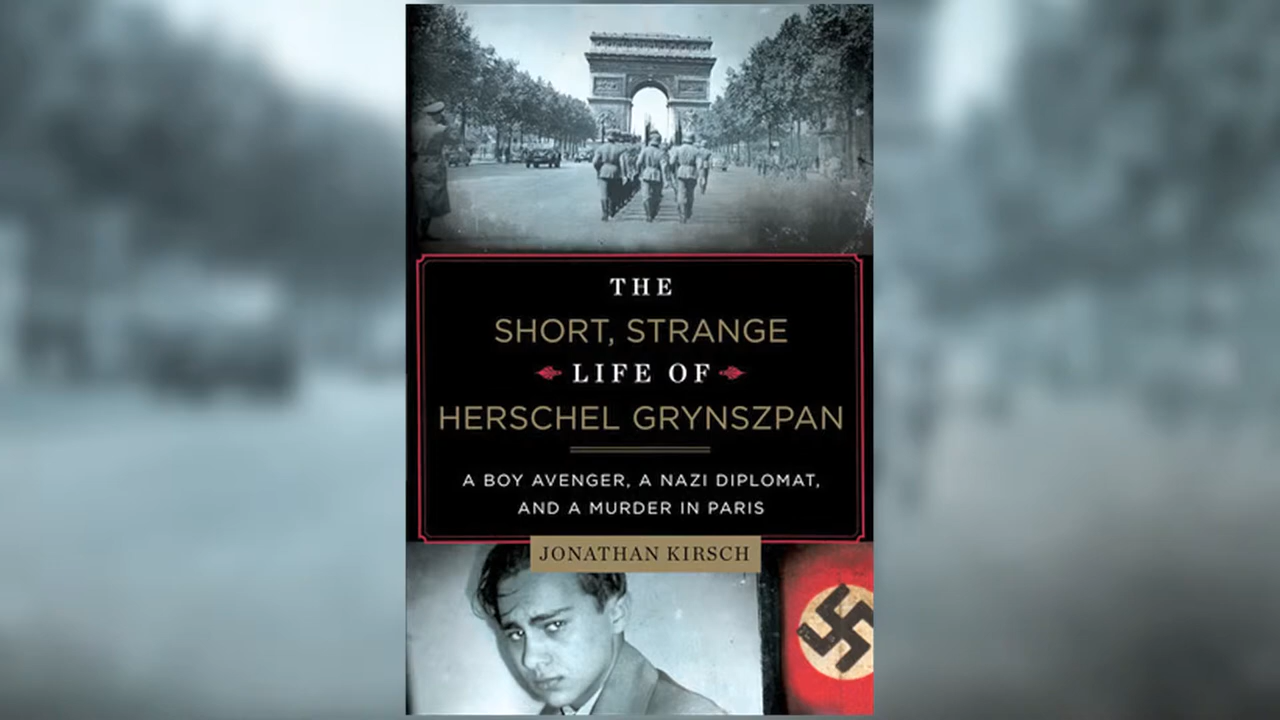 THE
SHORT, STRANGE
LIFE OF
HERSCHEL GRYNSZPAN
A BOY AVENGER, A NAZI DIPLOMAT,
AND A MURDER IN PARIS
JONATHAN KIRSCH